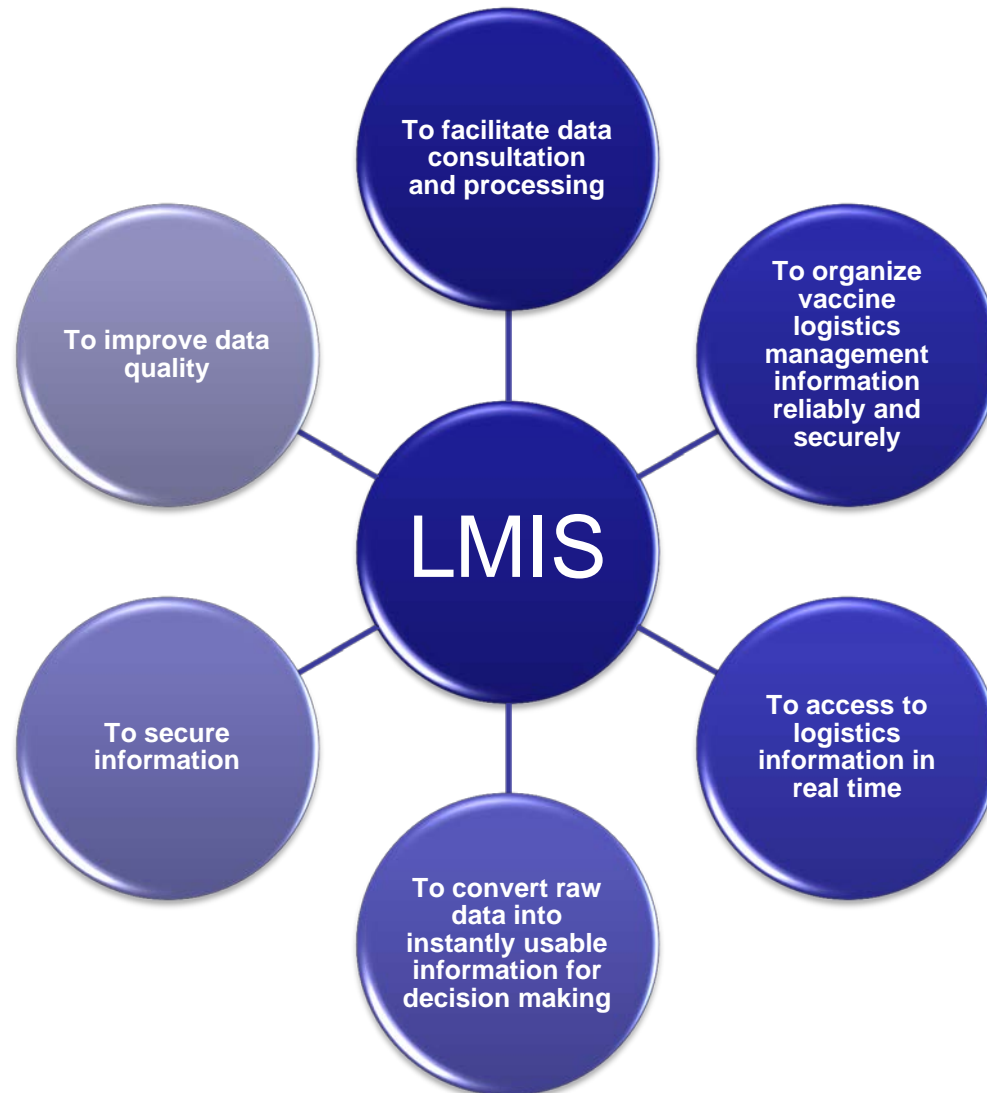 To facilitate data
consultation
and processing
To organize
vaccine
logistics
management
information
reliably and
securely
To improve data
quality
LMIS
To access to
logistics
information in
real time
To secure
information
To convert raw
data into
instantly usable
information for
decision making